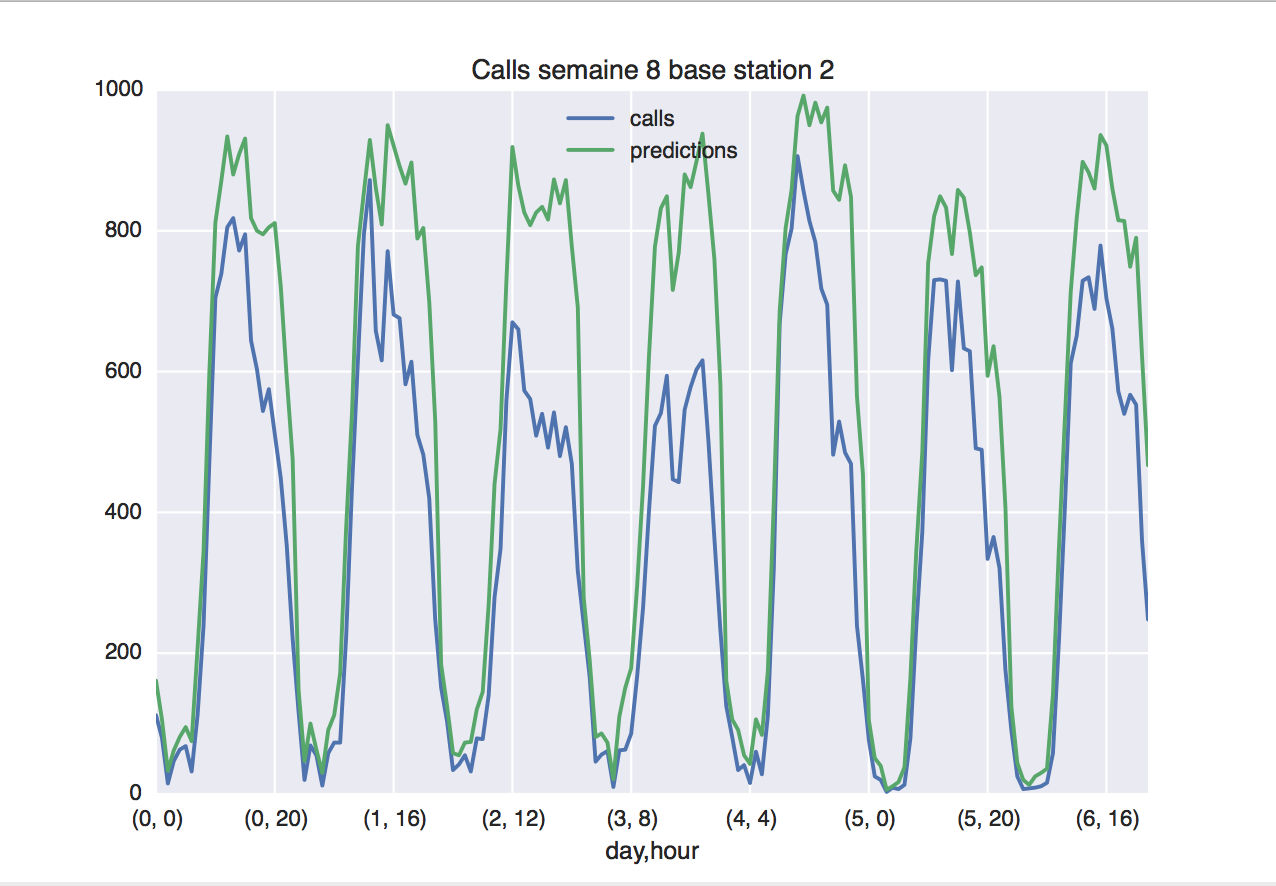 Calls semaine 8 base station 2
1000
calls
predictions
800
600
400
200
0
(0, 0) (0, 20) (1, 16) (2, 12) (3, 8) (4, 4) (5, 0) (5, 20) (6, 16)
day,hour